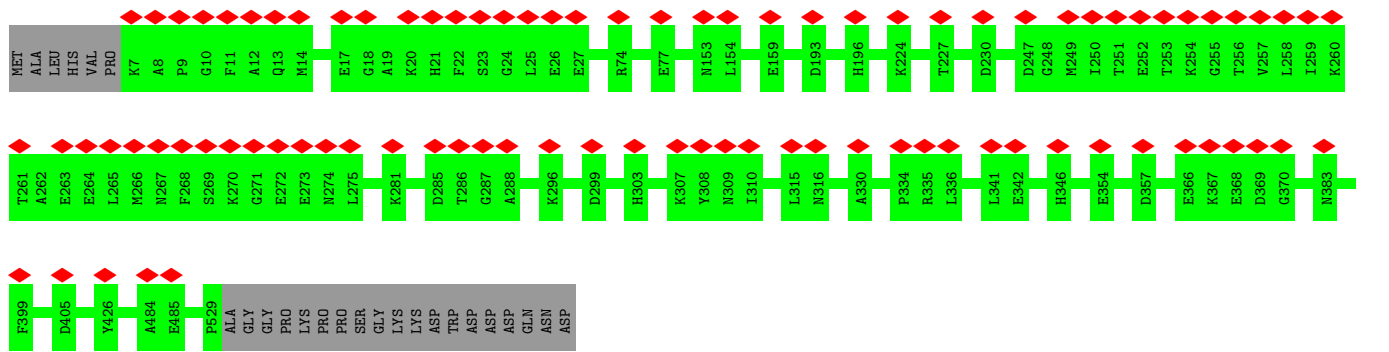 MET ALA LEU HIS VAL PRO K7 A8 P9 G10 F11 A12 Q13 M14 E17 G18 A19 K20 H21 F22 S23 G24 L25 E26 E27 R74 E77 N153 L154 E159 D193 H196 K224 T227 D230 D247 G248 M249 I250 T251 E252 T253 K254 G255 T256 V257 L258 I259 K260
T261 A262 E263 E264 L265 M266 N267 F268 S269 K270 G271 E272 E273 N274 L275 K281 D285 T286 G287 A288 K296 D299 H303 K307 Y308 N309 I310 L315 N316 A330 P334 R335 L336 L341 E342 H346 E354 D357 E366 K367 E368 D369 G370 N383
F399 D405 Y426 A484 E485 P529 ALA GLY GLY PRO LYS PRO PRO SER GLY LYS LYS ASP TRP ASP ASP ASP GLN ASN ASP